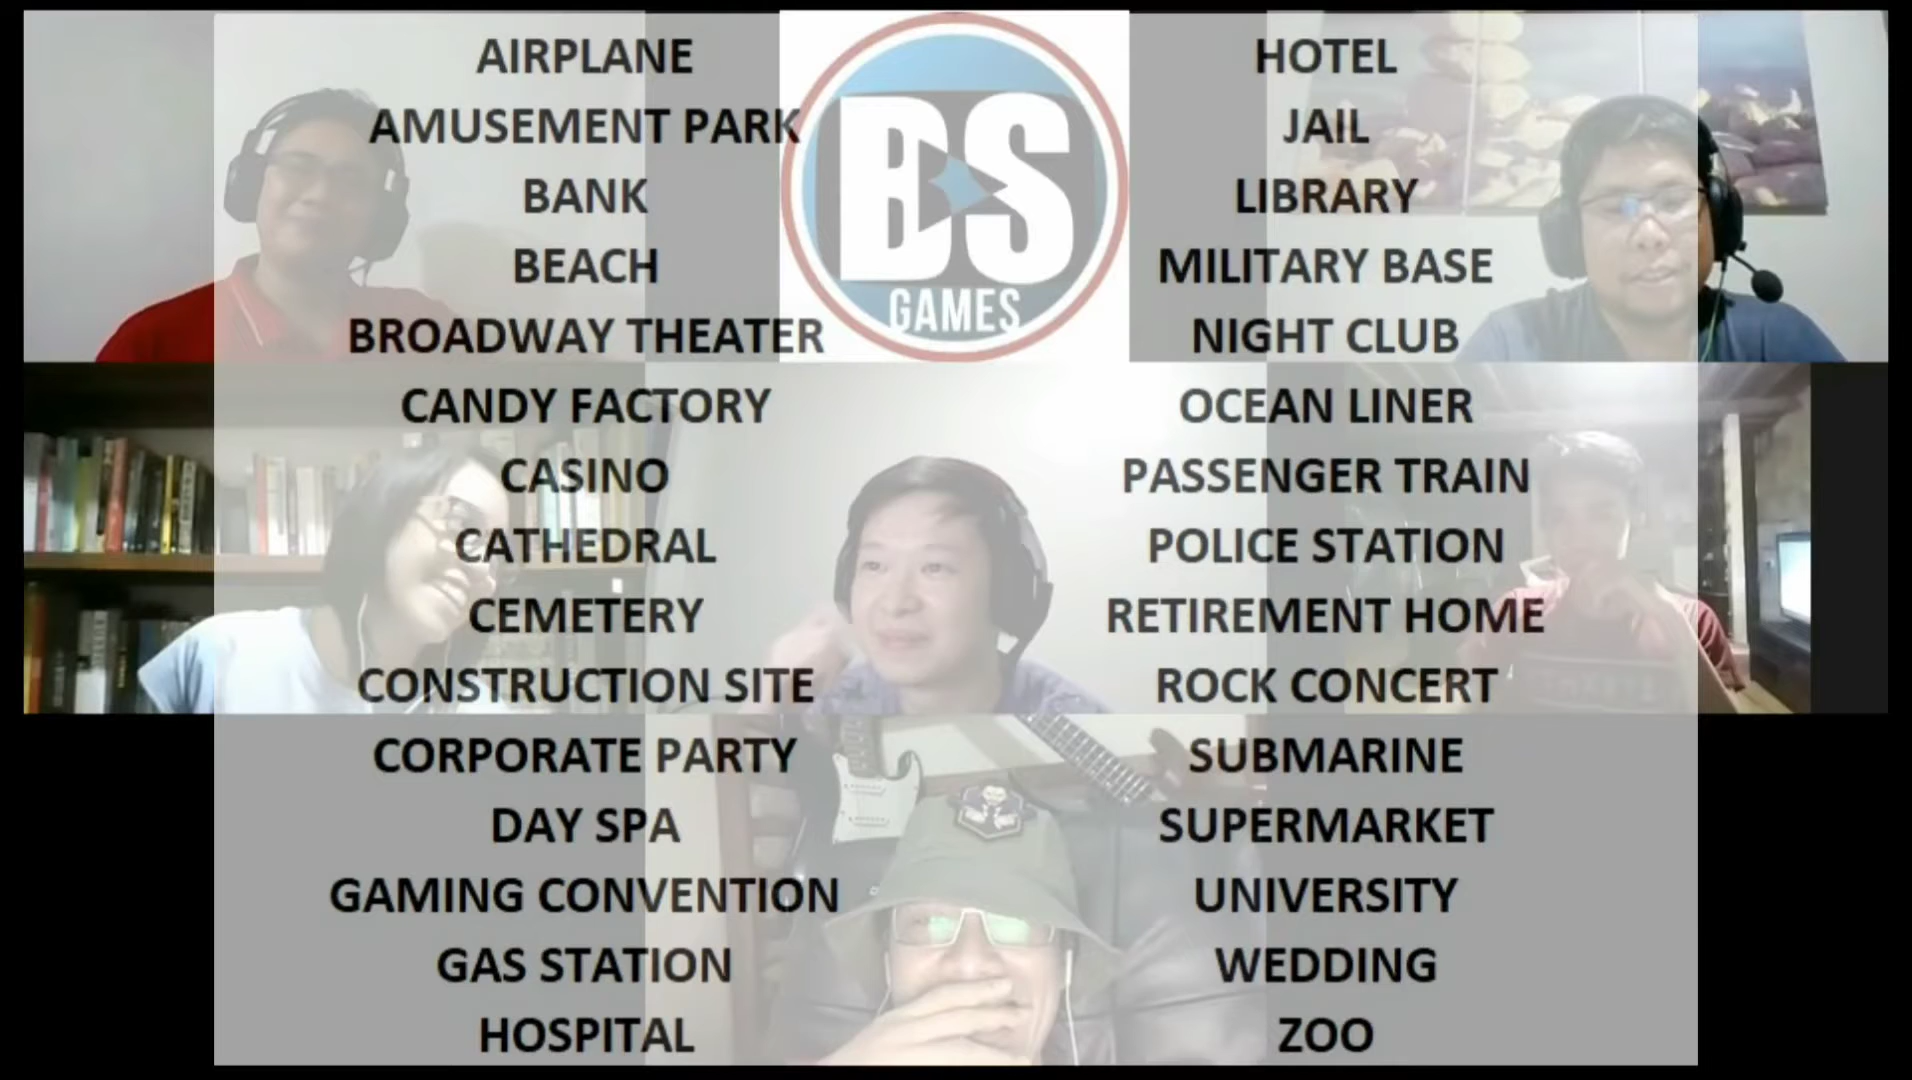 AIRPLANE
AMUSEMENT PARK
BANK
BEACH
BROADWAY THEATER
CANDY FACTORY
CASINO
CATHEDRAL
CEMETERY
CONSTRUCTION SITE
CORPORATE PARTY
DAY SPA
GAMING CONVENTION
GAS STATION
HOSPITAL
BS
GAMES
HOTEL
JAIL
LIBRARY
MILITARY BASE
NIGHT CLUB
OCEAN LINER
PASSENGER TRAIN
POLICE STATION
RETIREMENT HOME
ROCK CONCERT
SUBMARINE
SUPERMARKET
UNIVERSITY
WEDDING
ZOO